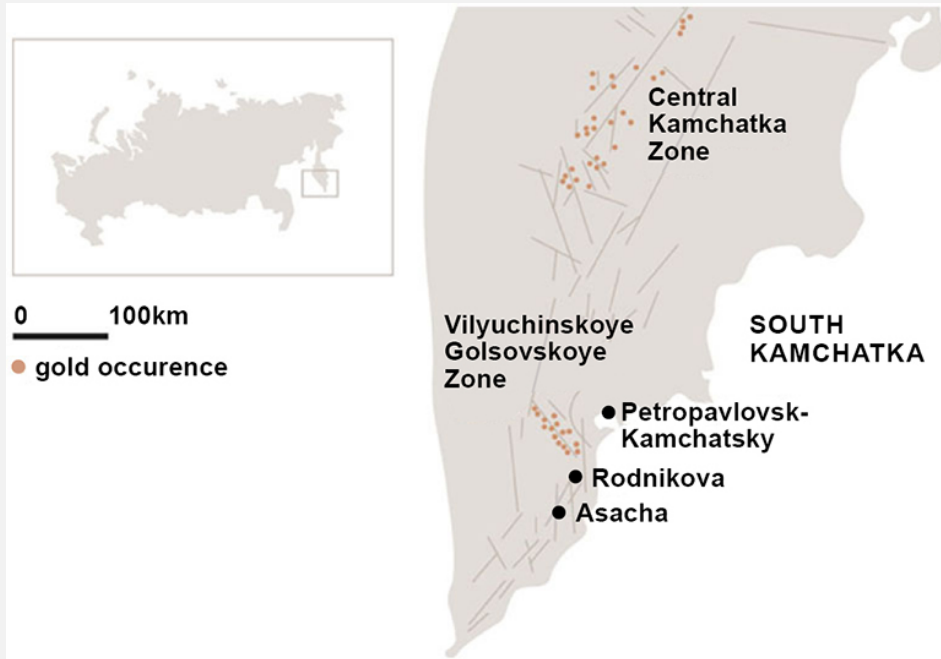 Central
Kamchatka
Zone
0 100km
gold occurence
Vilyuchinskoye
Golsovskoye
Zone
SOUTH
KAMCHATKA
Petropavlovsk-
Kamchatsky
Rodnikova
Asacha